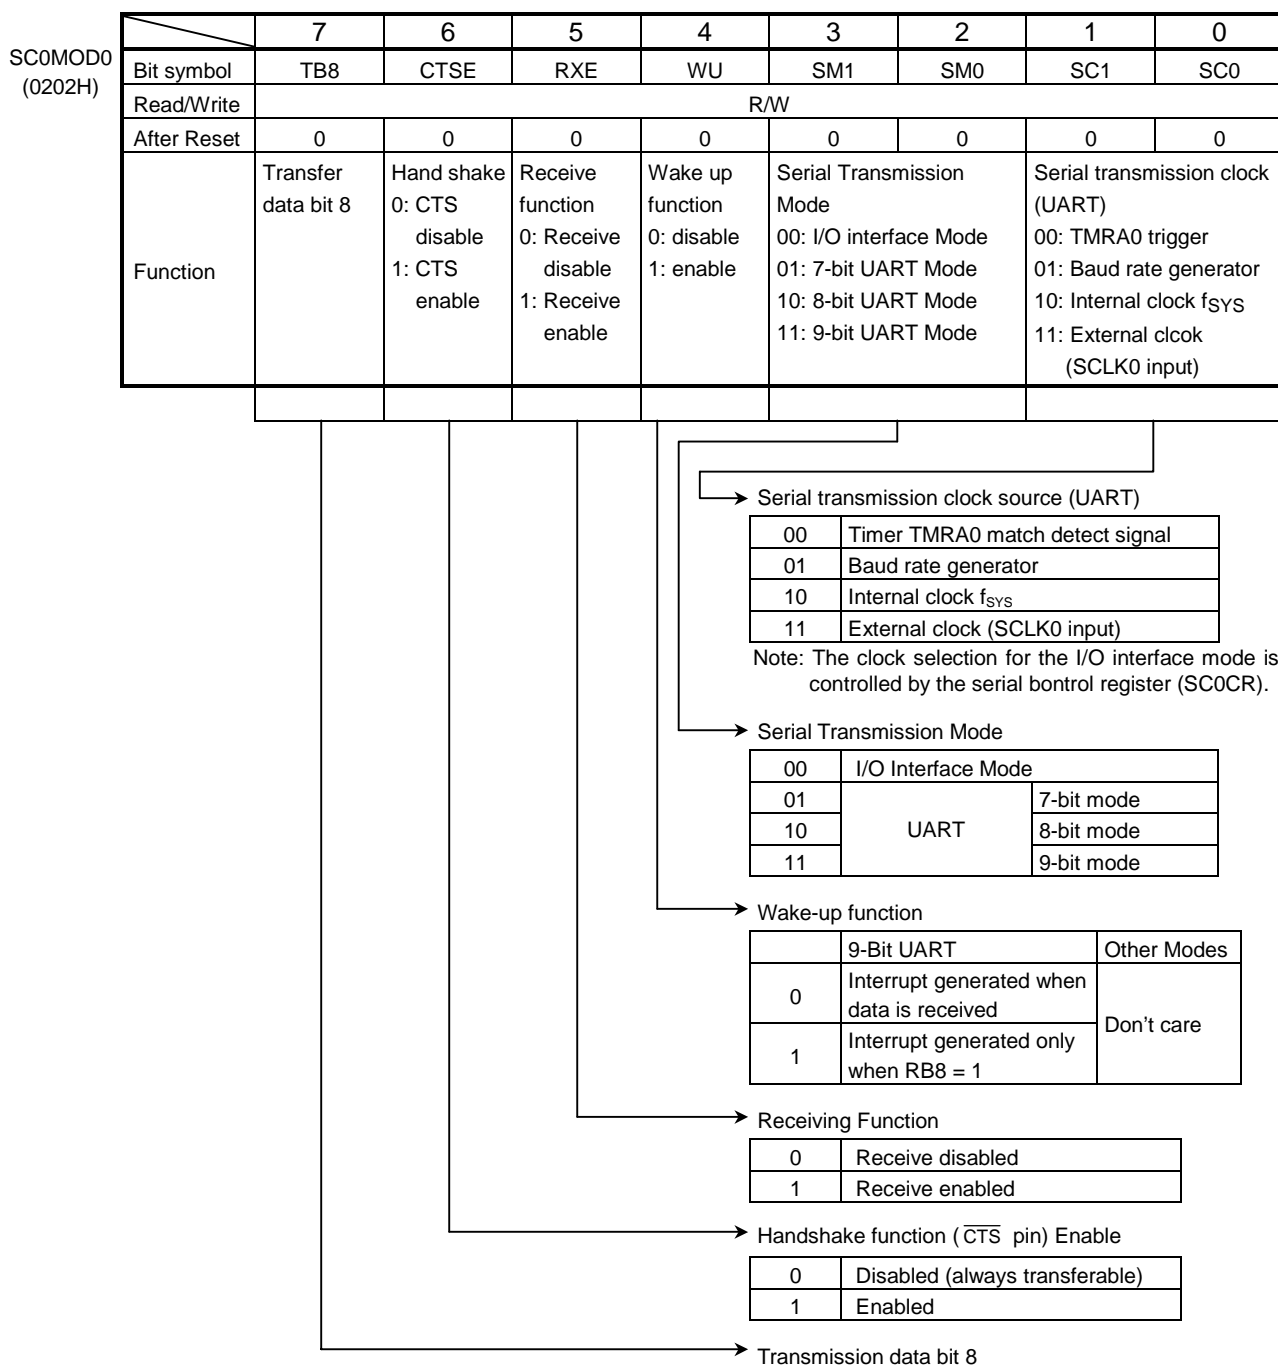 7 6 5 4 3 2 1 0
SC0MOD0
(0202H)
Bit symbol TB8 CTSE RXE WU SM1 SM0 SC1 SC0
Read/Write R/W
After Reset 0 0 0 0 0 0 0 0
Function
Transfer
data bit 8
Hand shake
0: CTS
disable
1: CTS
enable
Receive
function
0: Receive
disable
1: Receive
enable
Wake up
function
0: disable
1: enable
Serial Transmission
Mode
00: I/O interface Mode
01: 7-bit UART Mode
10: 8-bit UART Mode
11: 9-bit UART Mode
Serial transmission clock
(UART)
00: TMRA0 trigger
01: Baud rate generator
10: Internal clock fSYS
11: External clcok
(SCLK0 input)
Serial transmission clock source (UART)
00 Timer TMRA0 match detect signal
01 Baud rate generator
10 Internal clock fSYS
11 External clock (SCLK0 input)
Note: The clock selection for the I/O interface mode is
controlled by the serial bontrol register (SC0CR).
Serial Transmission Mode
00 I/O Interface Mode
01 7-bit mode
10 UART 8-bit mode
11 9-bit mode
Wake-up function
9-Bit UART Other Modes
0 Interrupt generated when
data is received
Don't care
1 Interrupt generated only
when RB8 = 1
Receiving Function
0 Receive disabled
1 Receive enabled
Handshake function (CTS pin) Enable
0 Disabled (always transferable)
1 Enabled
Transmission data bit 8